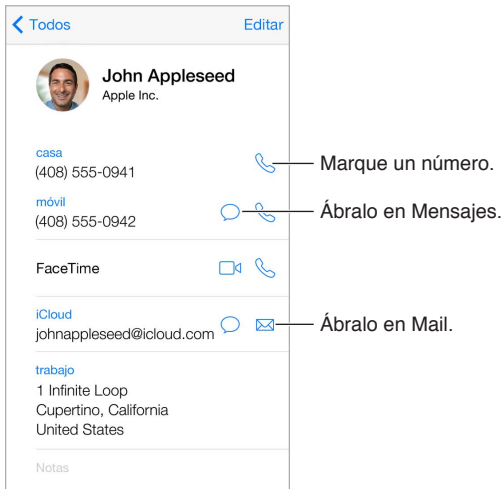 Todos Editar
John Appleseed
Apple Inc.
casa
(408) 555-0941
Marque un número.
móvil
(408) 555-0942
Ábralo en Mensajes.
FaceTime
iCloud
johnappleseed@icloud.com
Ábralo en Mail.
trabajo
1 Infinite Loop
Cupertino, California
United States
Notas